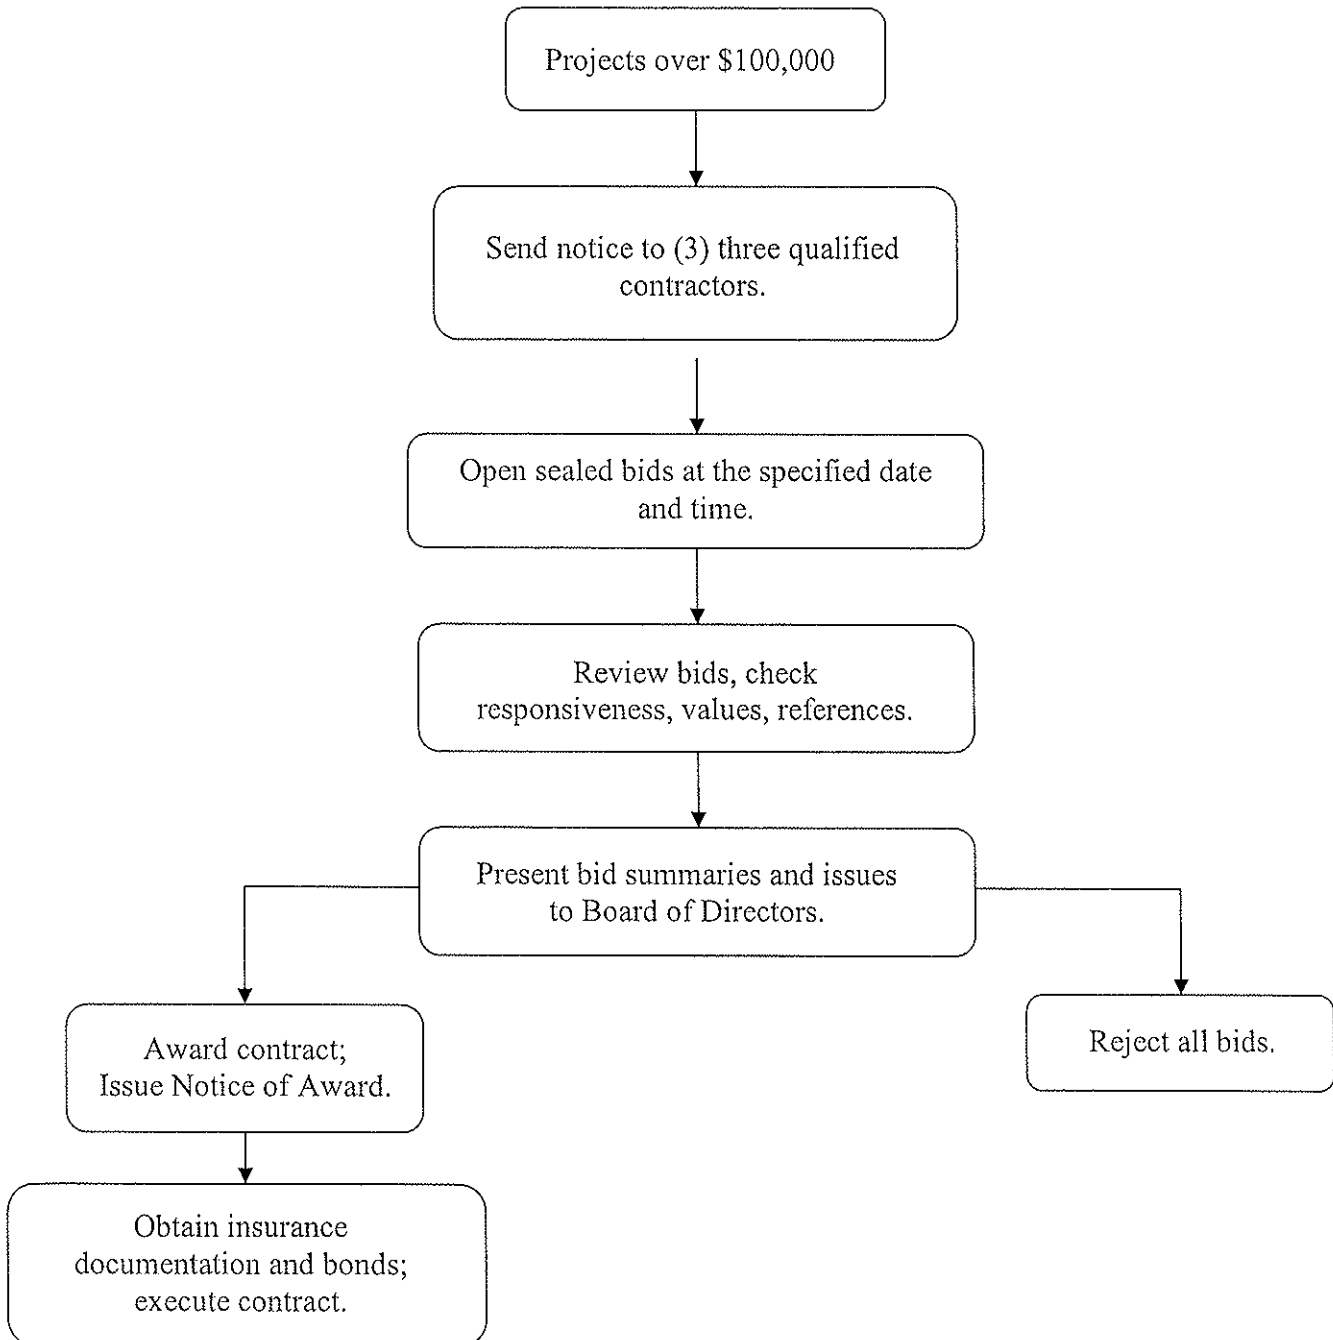 Projects over $100,000
Send notice to (3) three qualified
contractors.
Open sealed bids at the specified date
and time.
Review bids, check
responsiveness, values, references.
Present bid summaries and issues
to Board of Directors.
Award contract;
Issue Notice of Award.
Reject all bids.
Obtain insurance
documentation and bonds;
execute contract.